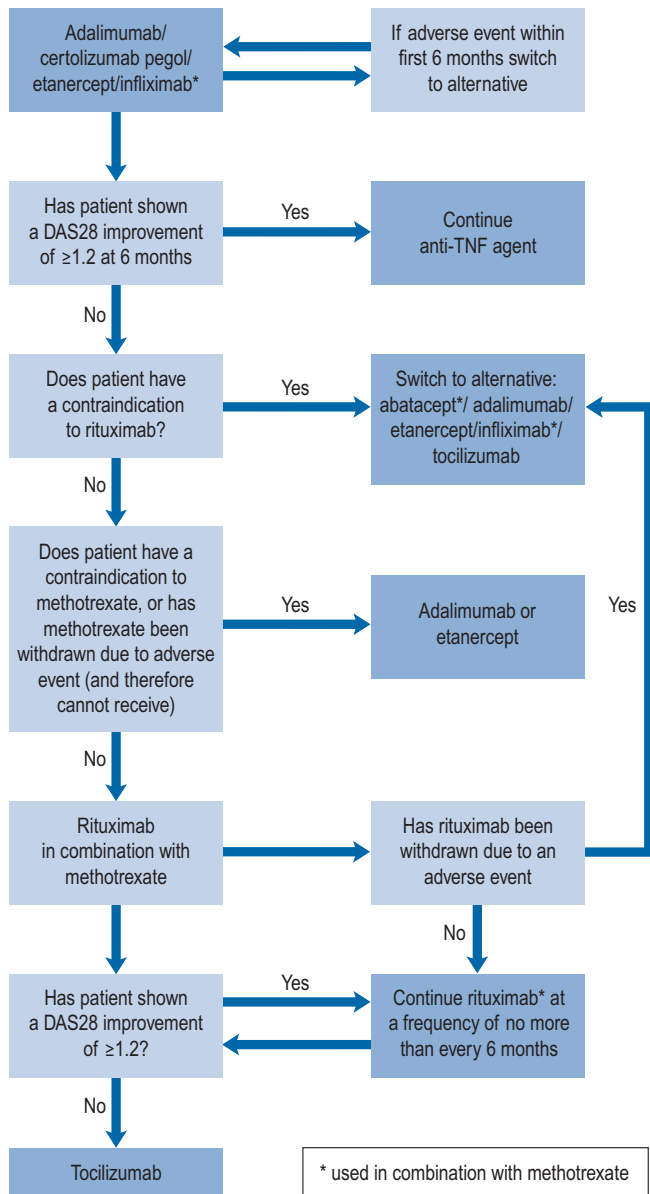 Adalimumab/
certolizumab pegol/
etanercept/infliximab*
If adverse event within
first 6 months switch
to alternative
Has patient shown
a DAS28 improvement
of ≥1.2 at 6 months
Yes
Continue
anti-TNF agent
No
Does patient have
a contraindication
to rituximab?
Yes
Switch to alternative:
abatacept*/ adalimumab/
etanercept/infliximab*/
tocilizumab
No
Does patient have a
contraindication to
methotrexate, or has
methotrexate been
withdrawn due to adverse
event (and therefore
cannot receive)
Yes
Adalimumab or
etanercept
Yes
No
Rituximab
in combination with
methotrexate
Has rituximab been
withdrawn due to an
adverse event
No
Has patient shown
a DAS28 improvement
of ≥1.2?
Yes
Continue rituximab* at
a frequency of no more
than every 6 months
No
Tocilizumab
* used in combination with methotrexate